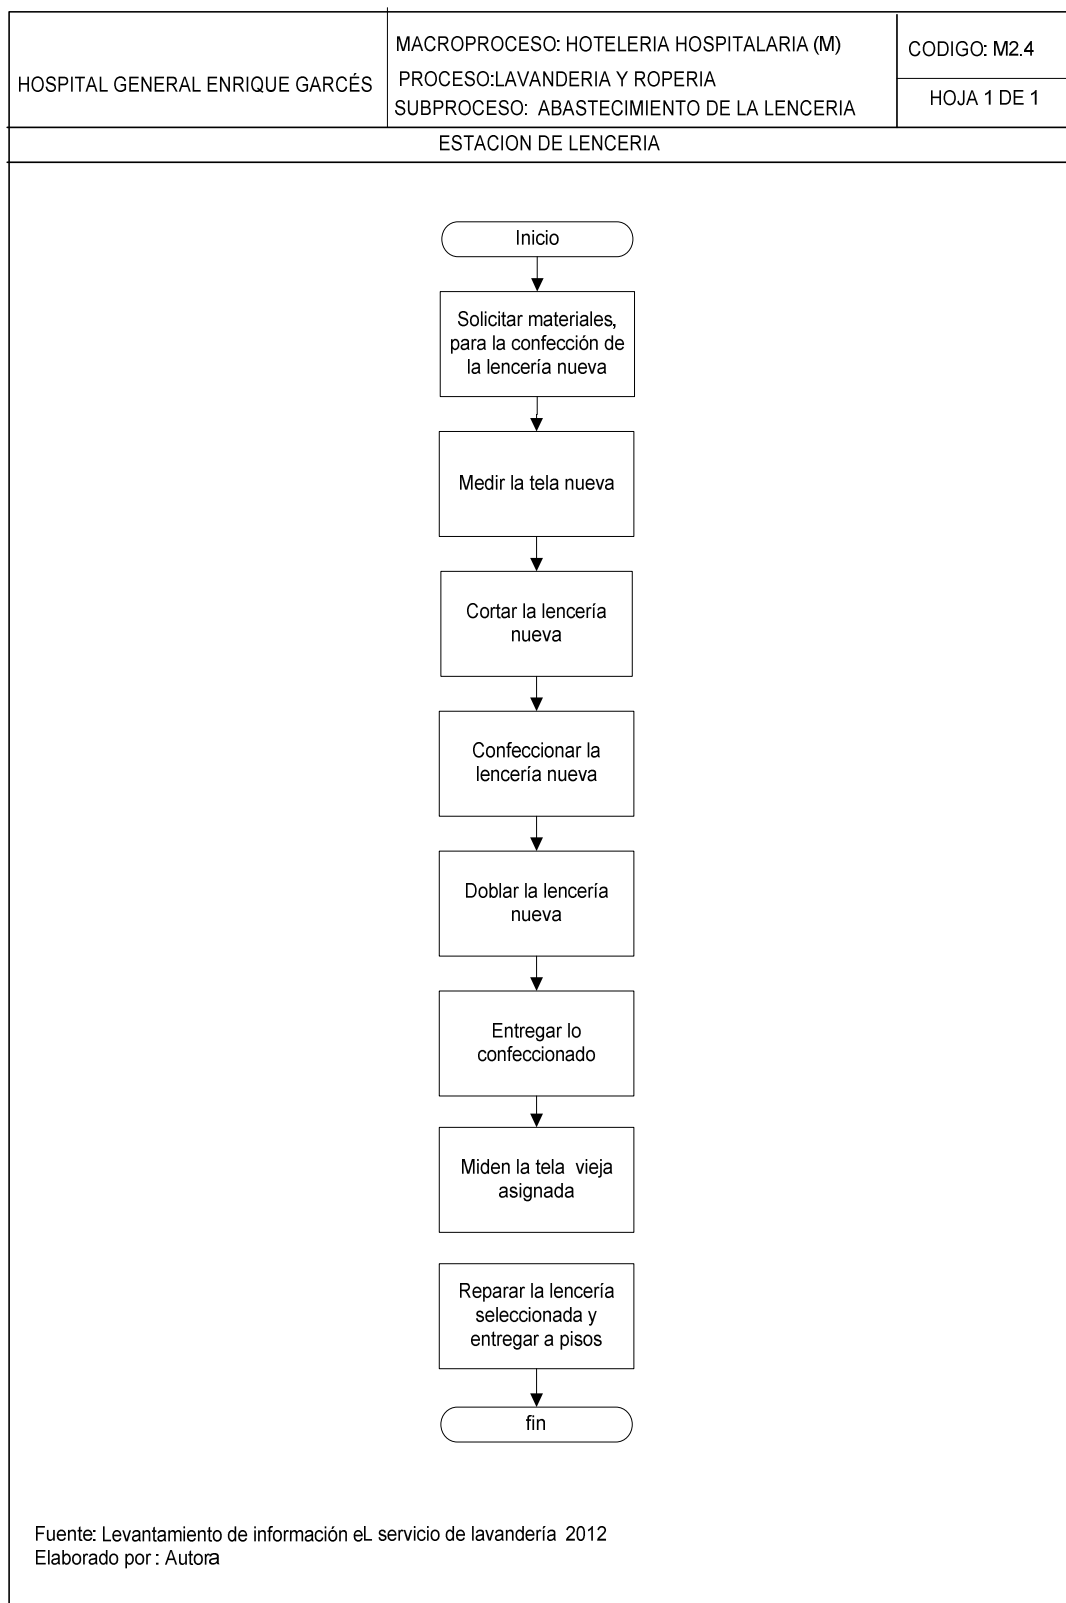 HOSPITAL GENERAL ENRIQUE GARCÉS
MACROPROCESO: HOTELERIA HOSPITALARIA (M)
PROCESO:LAVANDERIA Y ROPERIA
SUBPROCESO: ABASTECIMIENTO DE LA LENCERIA
CODIGO: M2.4
HOJA 1 DE 1
ESTACION DE LENCERIA
Inicio
Solicitar materiales,
para la confección de
la lencería nueva
Medir la tela nueva
Cortar la lencería
nueva
Confeccionar la
lencería nueva
Doblar la lencería
nueva
Entregar lo
confeccionado
Miden la tela vieja
asignada
Reparar la lencería
seleccionada y
entregar a pisos
fin
Fuente: Levantamiento de información eL servicio de lavandería 2012
Elaborado por : Autora